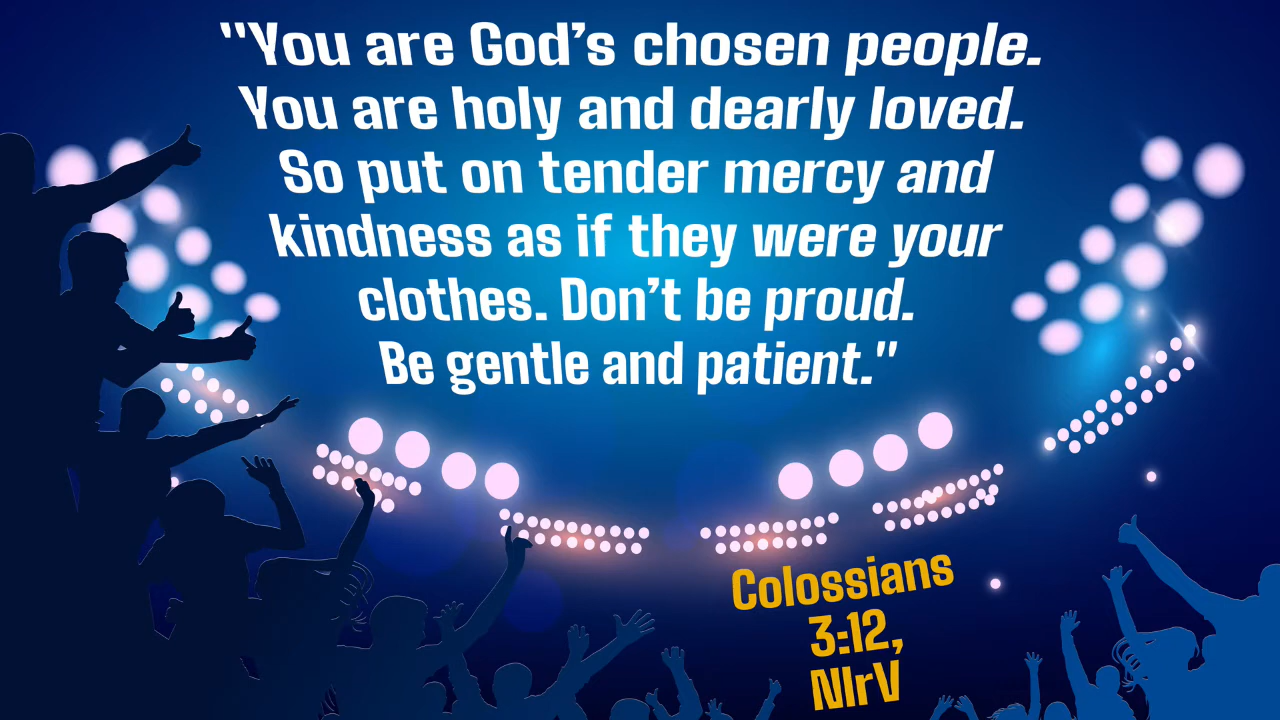 "You are God’s chosen people.
You are holy and dearly loved.
So put on tender mercy and
kindness as if they were your
clothes. Don’t be proud.
Be gentle and patient."
Colossians
3:12,
NIrV